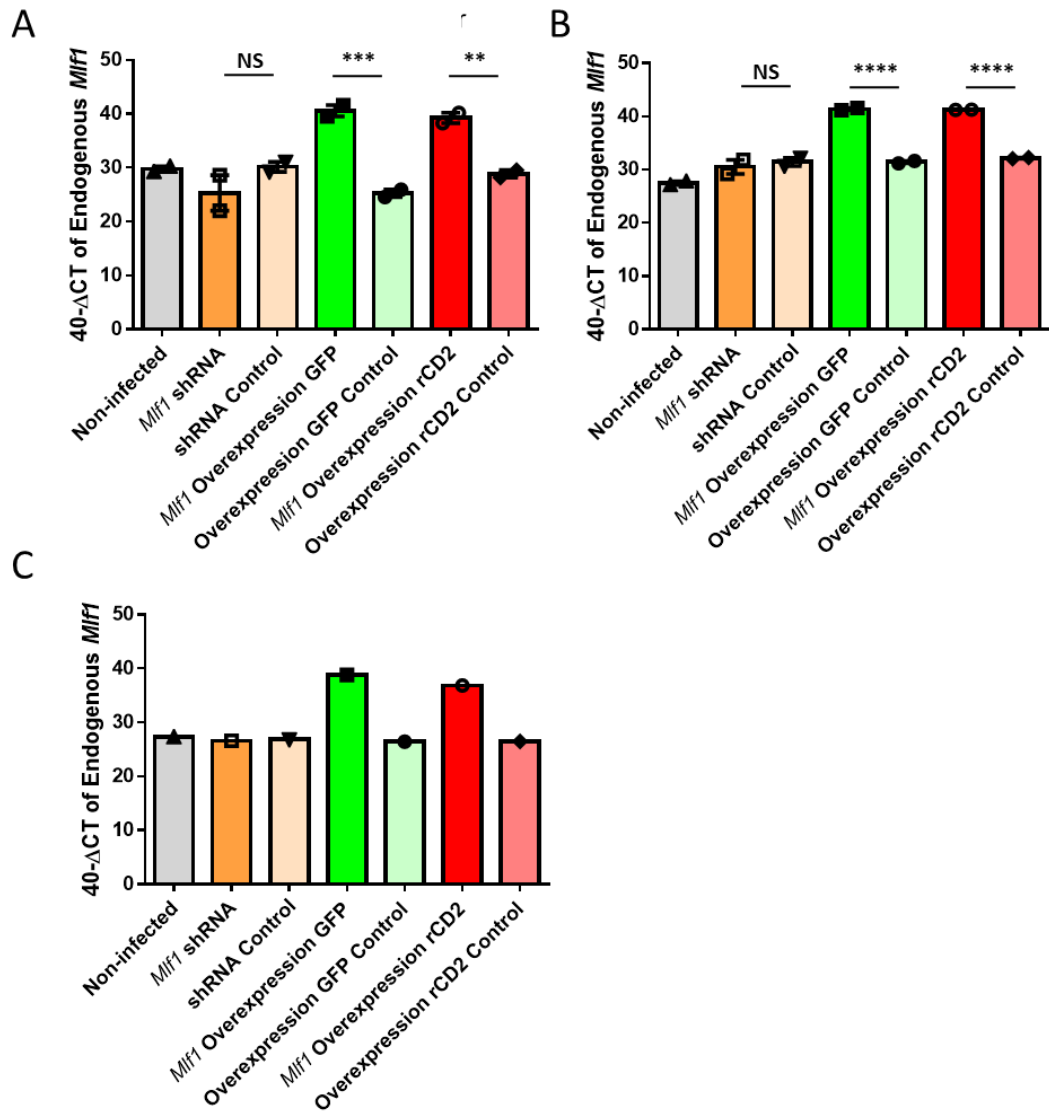 A
NS
***
**
40-ΔCT of Endogenous Mlf1
50
40
30
20
10
0
Non-infected
Mlf1 shRNA
shRNA Control
Mlf1 Overexpression GFP
Overexpreesion GFP Control
Mlf1 Overexpression rCD2
Overexpression rCD2 Control
B
NS
****
****
40-ΔCT of Endogenous Mlf1
50
40
30
20
10
0
Non-infected
Mlf1 shRNA
shRNA Control
Mlf1 Overexpression GFP
Overexpression GFP Control
Mlf1 Overexpression rCD2
Overexpression rCD2 Control
C
40-ΔCT of Endogenous Mlf1
50
40
30
20
10
0
Non-infected
Mlf1 shRNA
shRNA Control
Mlf1 Overexpression GFP
Overexpression GFP Control
Mlf1 Overexpression rCD2
Overexpression rCD2 Control